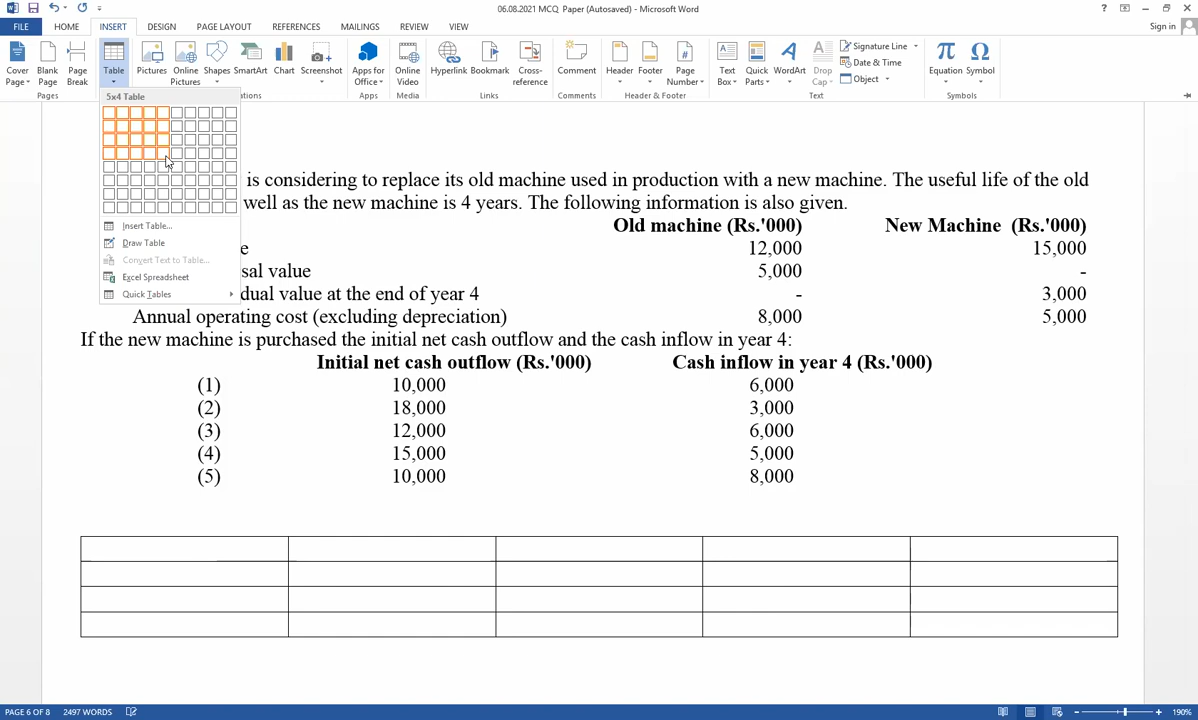 06.08.2021 MCQ Paper (Autosaved) - Microsoft Word
Sign in
FILE HOME INSERT DESIGN PAGE LAYOUT REFERENCES MAILINGS REVIEW VIEW
Cover Page Blank Page Page Break Table Pictures Online Pictures Shapes SmartArt Chart Screenshot Apps for Office Online Video Hyperlink Bookmark Cross-reference Comment Header Footer Page Number Text Box Quick Parts WordArt Drop Cap Signature Line Date & Time Object Equation Symbol
Pages ations Apps Media Links Comments Header & Footer Text Symbols
5x4 Table
Insert Table...
Draw Table
Convert Text to Table...
Excel Spreadsheet
Quick Tables
is considering to replace its old machine used in production with a new machine. The useful life of the old
well as the new machine is 4 years. The following information is also given.
Old machine (Rs.'000) New Machine (Rs.'000)
e 12,000 15,000
sal value 5,000 -
dual value at the end of year 4 - 3,000
Annual operating cost (excluding depreciation) 8,000 5,000
If the new machine is purchased the initial net cash outflow and the cash inflow in year 4:
Initial net cash outflow (Rs.'000) Cash inflow in year 4 (Rs.'000)
(1) 10,000 6,000
(2) 18,000 3,000
(3) 12,000 6,000
(4) 15,000 5,000
(5) 10,000 8,000
PAGE 6 OF 8 2497 WORDS 190%